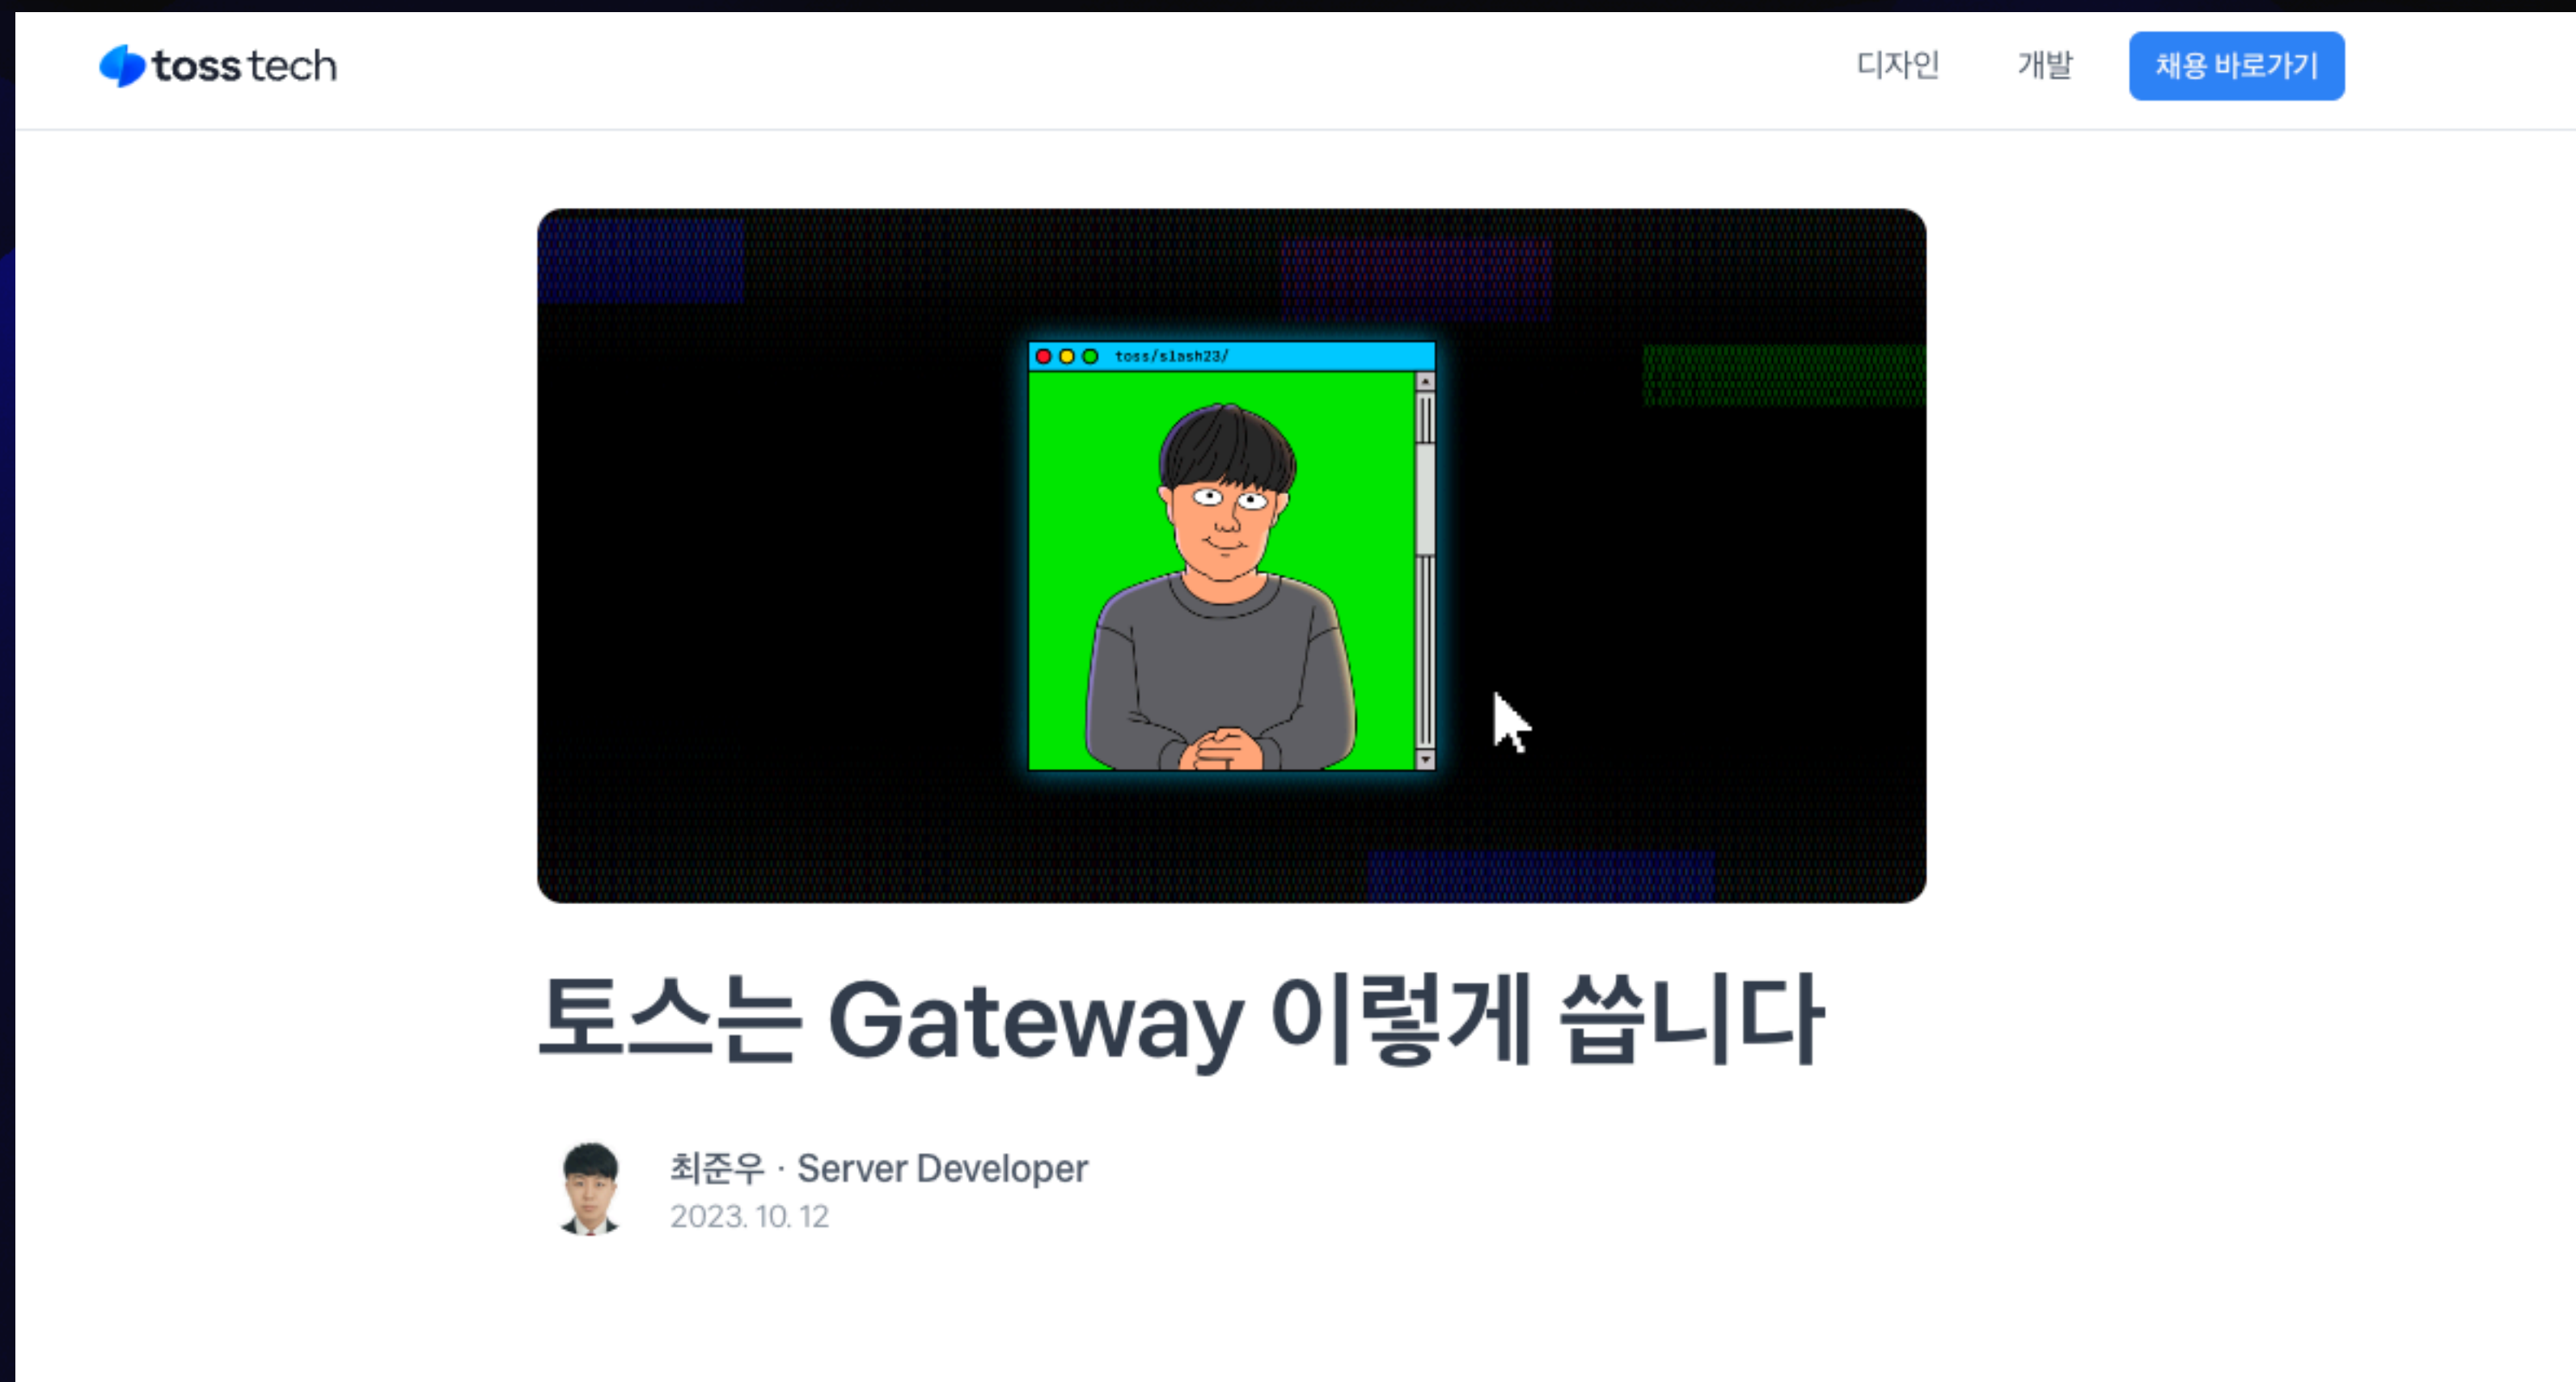 toss tech
디자인 개발 채용 바로가기
toss/slash23/
토스는 Gateway 이렇게 씁니다
최준우 · Server Developer
2023. 10. 12